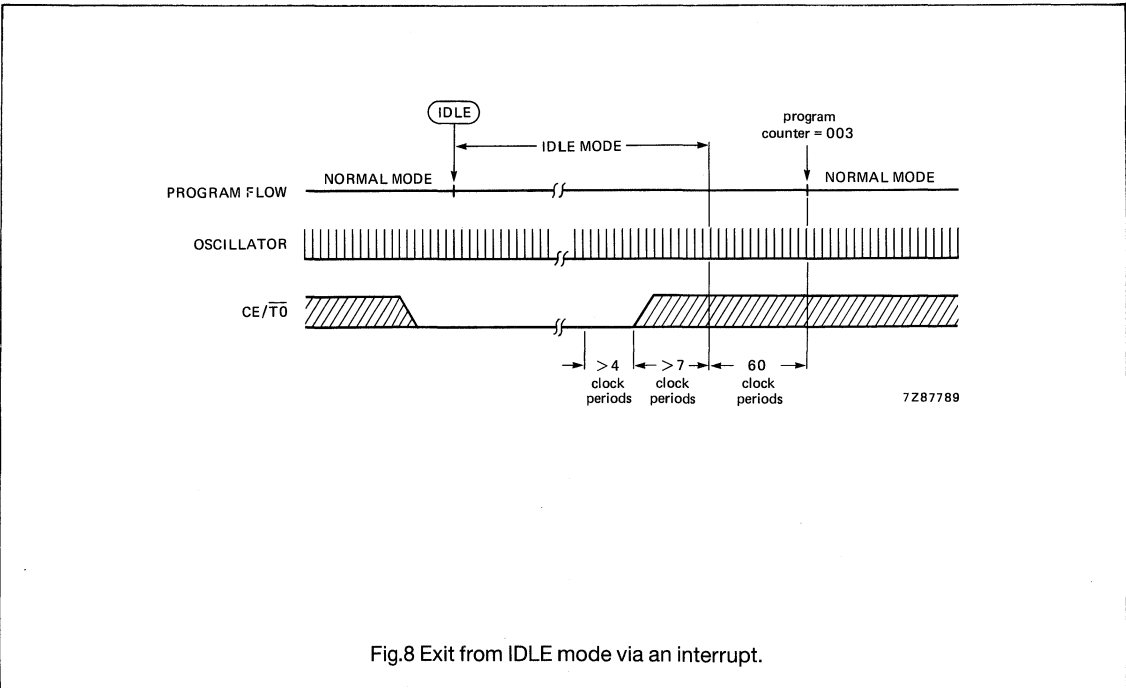 IDLE
program
counter = 003
IDLE MODE
NORMAL MODE
NORMAL MODE
PROGRAM FLOW
OSCILLATOR
CE/T̅0̅
>4
clock
periods
>7
clock
periods
60
clock
periods
7Z87789
Fig.8 Exit from IDLE mode via an interrupt.